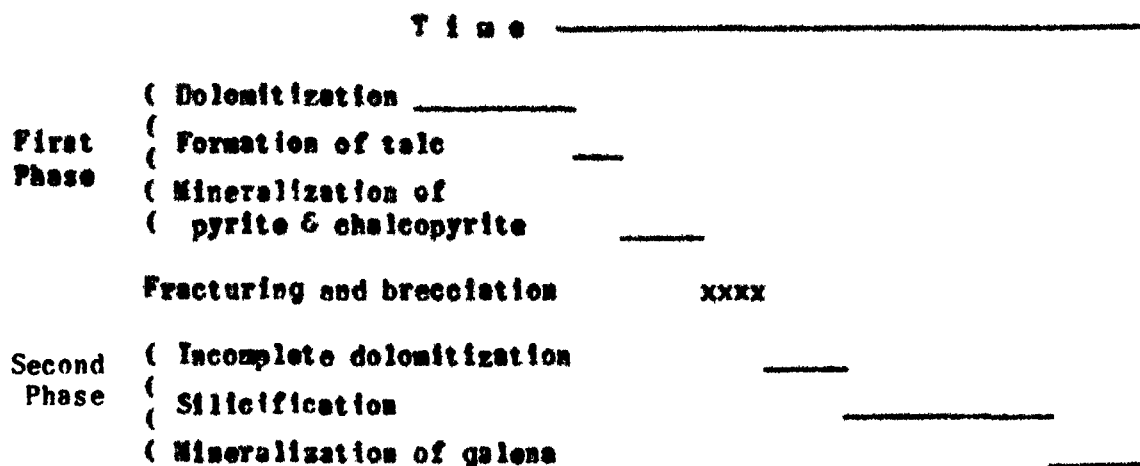 Time
( Dolomitization
First
Phase
(
( Formation of talc
( Mineralization of
( pyrite & chalcopyrite
Fracturing and brecciation xxxx
Second
Phase
( Incomplete dolomitization
(
( Silicification
( Mineralization of galena